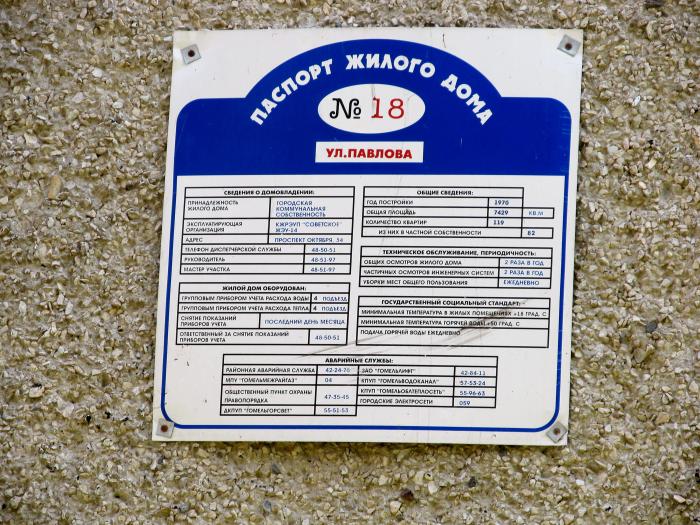 ПАСПОРТ ЖИЛОГО ДОМА
№ 18
УЛ.ПАВЛОВА
СВЕДЕНИЯ О ДОМОВЛАДЕНИИ:
ПРИНАДЛЕЖНОСТЬ ЖИЛОГО ДОМА ГОРОДСКАЯ КОММУНАЛЬНАЯ СОБСТВЕННОСТЬ
ЭКСПЛУАТИРУЮЩАЯ ОРГАНИЗАЦИЯ КЖРЭУП "СОВЕТСКОЕ" ЖЭУ-14
АДРЕС ПРОСПЕКТ ОКТЯБРЯ, 34
ТЕЛЕФОН ДИСПЕТЧЕРСКОЙ СЛУЖБЫ 48-50-51
РУКОВОДИТЕЛЬ 48-51-97
МАСТЕР УЧАСТКА 48-51-97
ЖИЛОЙ ДОМ ОБОРУДОВАН:
ГРУППОВЫМ ПРИБОРОМ УЧЕТА РАСХОДА ВОДЫ 4 ПОДЪЕЗД
ГРУППОВЫМ ПРИБОРОМ УЧЕТА РАСХОДА ТЕПЛА 4 ПОДЪЕЗД
СНЯТИЕ ПОКАЗАНИЙ ПРИБОРОВ УЧЕТА ПОСЛЕДНИЙ ДЕНЬ МЕСЯЦА
ОТВЕТСТВЕННЫЙ ЗА СНЯТИЕ ПОКАЗАНИЙ ПРИБОРОВ УЧЕТА 48-50-51
ОБЩИЕ СВЕДЕНИЯ:
ГОД ПОСТРОЙКИ 1970
ОБЩАЯ ПЛОЩАДЬ 7429 КВ.М
КОЛИЧЕСТВО КВАРТИР 119
ИЗ НИХ В ЧАСТНОЙ СОБСТВЕННОСТИ 82
ТЕХНИЧЕСКОЕ ОБСЛУЖИВАНИЕ, ПЕРИОДИЧНОСТЬ:
ОБЩИХ ОСМОТРОВ ЖИЛОГО ДОМА 2 РАЗА В ГОД
ЧАСТИЧНЫХ ОСМОТРОВ ИНЖЕНЕРНЫХ СИСТЕМ 2 РАЗА В ГОД
УБОРКИ МЕСТ ОБЩЕГО ПОЛЬЗОВАНИЯ ЕЖЕДНЕВНО
ГОСУДАРСТВЕННЫЙ СОЦИАЛЬНЫЙ СТАНДАРТ:
МИНИМАЛЬНАЯ ТЕМПЕРАТУРА В ЖИЛЫХ ПОМЕЩЕНИЯХ +18 ГРАД. С
МИНИМАЛЬНАЯ ТЕМПЕРАТУРА ГОРЯЧЕЙ ВОДЫ +50 ГРАД. С
ПОДАЧА ГОРЯЧЕЙ ВОДЫ ЕЖЕДНЕВНО
АВАРИЙНЫЕ СЛУЖБЫ:
РАЙОННАЯ АВАРИЙНАЯ СЛУЖБА 42-24-70 ЗАО "ГОМЕЛЬЛИФТ" 42-84-11
МПУ "ГОМЕЛЬМЕЖРАЙГАЗ" 04 КПУП "ГОМЕЛЬВОДОКАНАЛ" 57-53-24
ОБЩЕСТВЕННЫЙ ПУНКТ ОХРАНЫ ПРАВОПОРЯДКА 47-35-45 КПУП "ГОМЕЛЬОБЛТЕПЛОСЕТЬ" 55-96-63
ГОРОДСКИЕ ЭЛЕКТРОСЕТИ 059
ДКПУП "ГОМЕЛЬГОРСВЕТ" 55-51-53